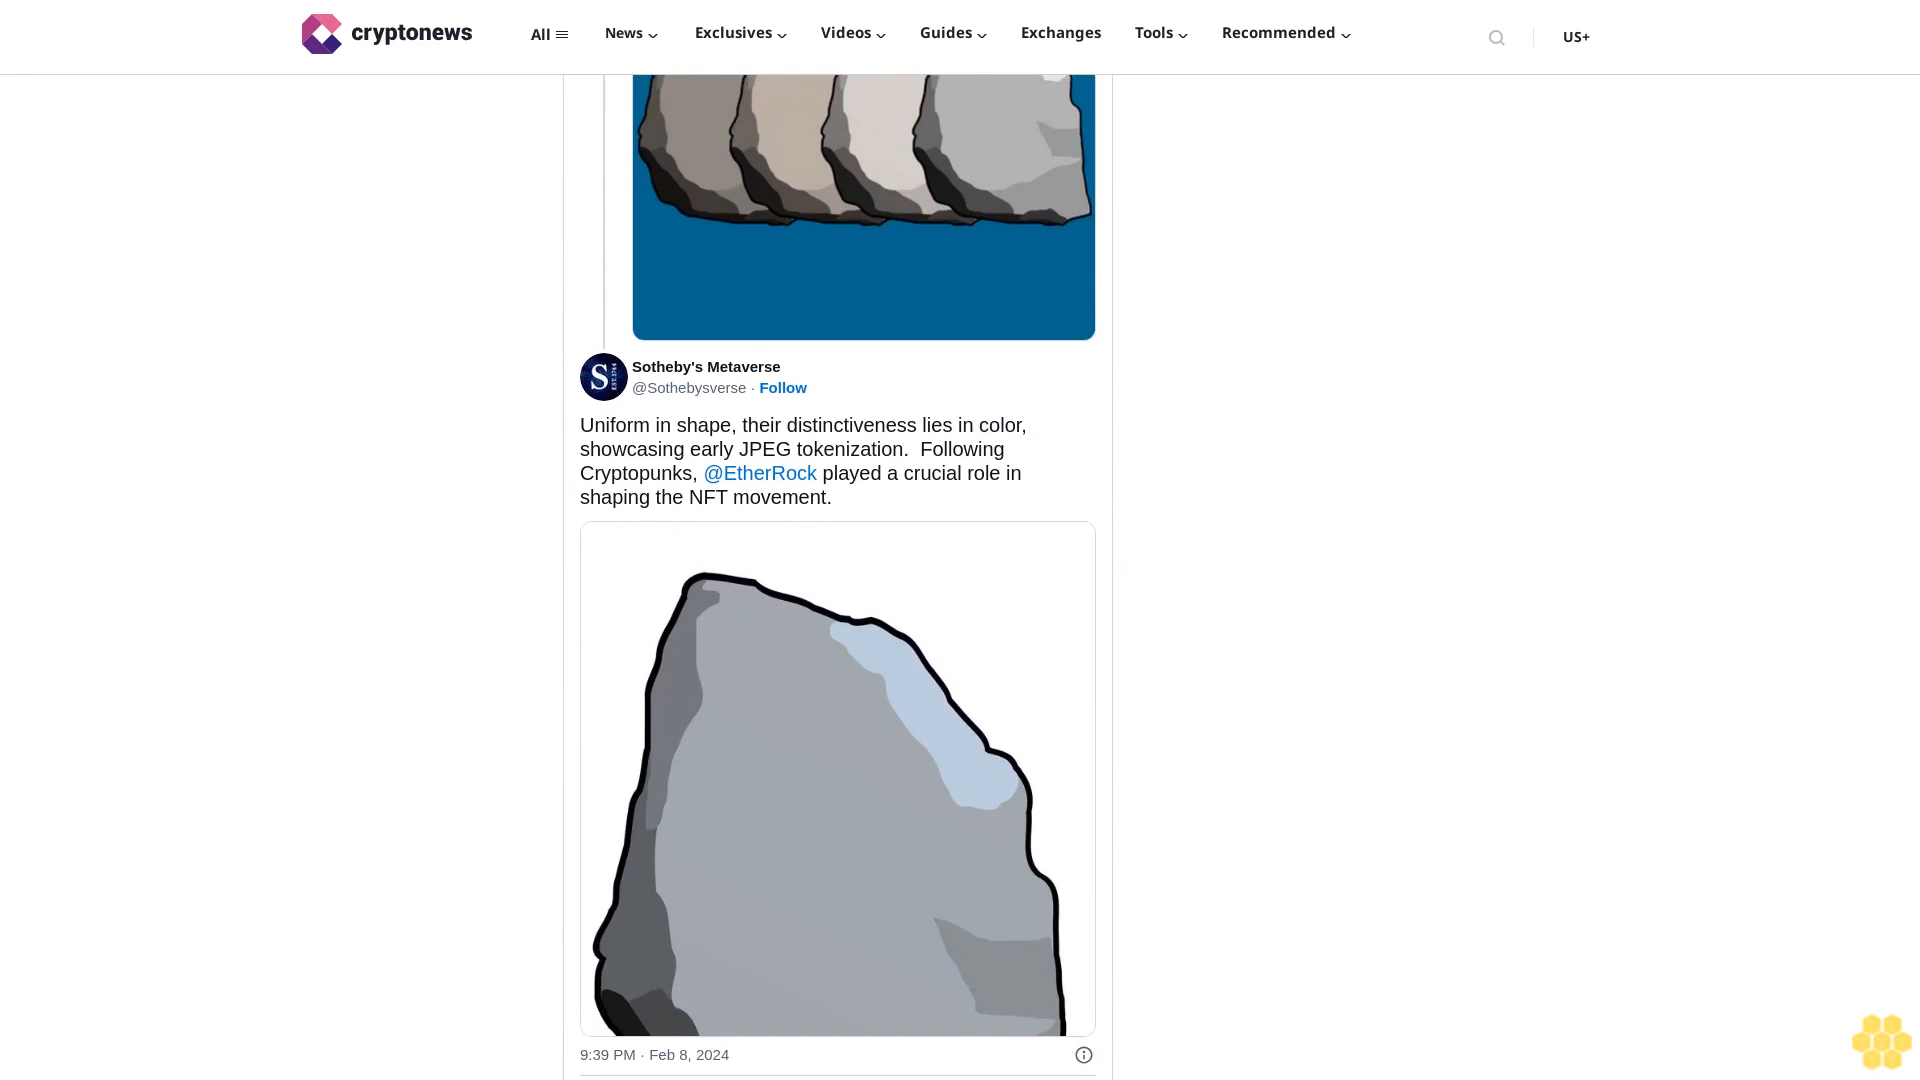 cryptonews
All
News
Exclusives
Videos
Guides
Exchanges
Tools
Recommended
US+
S
EST.1744
Sotheby's Metaverse
@Sothebysverse · Follow
Uniform in shape, their distinctiveness lies in color,
showcasing early JPEG tokenization.  Following
Cryptopunks, @EtherRock played a crucial role in
shaping the NFT movement.
9:39 PM · Feb 8, 2024